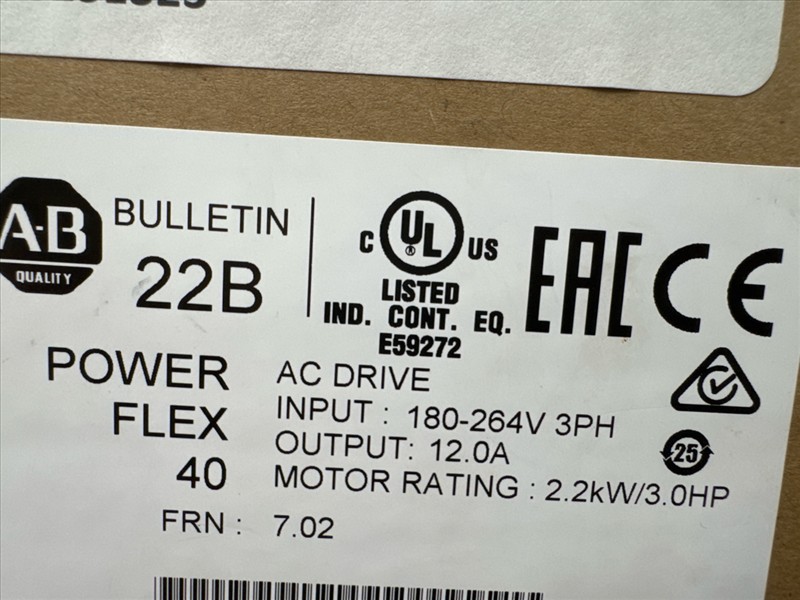 A-B
QUALITY
BULLETIN
22B
C UL US
®
LISTED
IND. CONT. EQ.
E59272
EAC CE
POWER
FLEX
40
AC DRIVE
INPUT : 180-264V 3PH
OUTPUT: 12.0A
MOTOR RATING : 2.2kW/3.0HP
25
FRN : 7.02